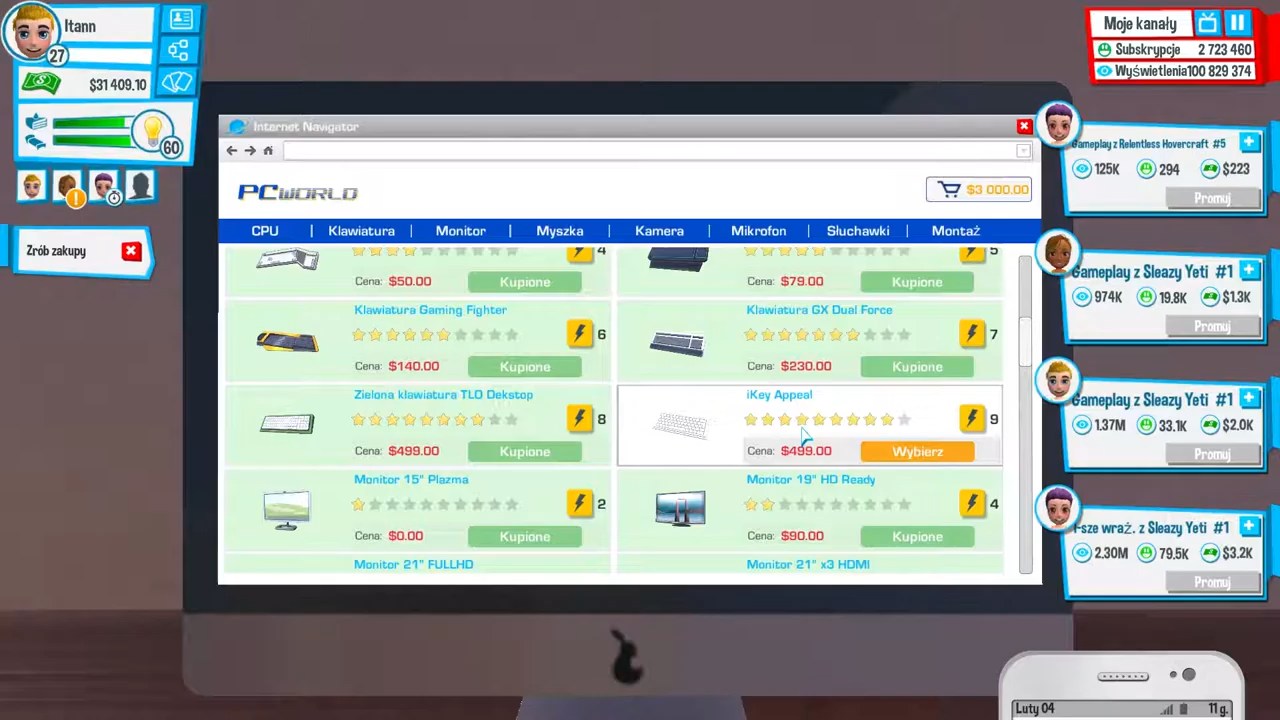 Itann
27
$31 409.10
60
Zrób zakupy
Internet Navigator
PCWORLD
$3 000.00
CPU
Klawiatura
Monitor
Myszka
Kamera
Mikrofon
Słuchawki
Montaż
4
Cena: $50.00
Kupione
5
Cena: $79.00
Kupione
Klawiatura Gaming Fighter
6
Cena: $140.00
Kupione
Klawiatura GX Dual Force
7
Cena: $230.00
Kupione
Zielona klawiatura TLO Dekstop
8
Cena: $499.00
Kupione
iKey Appeal
9
Cena: $499.00
Wybierz
Monitor 15" Plazma
2
Cena: $0.00
Kupione
Monitor 19" HD Ready
4
Cena: $90.00
Kupione
Monitor 21" FULLHD
Monitor 21" x3 HDMI
Moje kanały
Subskrypcje 2 723 460
Wyświetlenia100 829 374
Gameplay z Relentless Hovercraft #5
125K 294 $223
Promuj
Gameplay z Sleazy Yeti #1
974K 19.8K $1.3K
Promuj
Gameplay z Sleazy Yeti #1
1.37M 33.1K $2.0K
Promuj
1-sze wraż. z Sleazy Yeti #1
2.30M 79.5K $3.2K
Promuj
Luty 04 11 g.